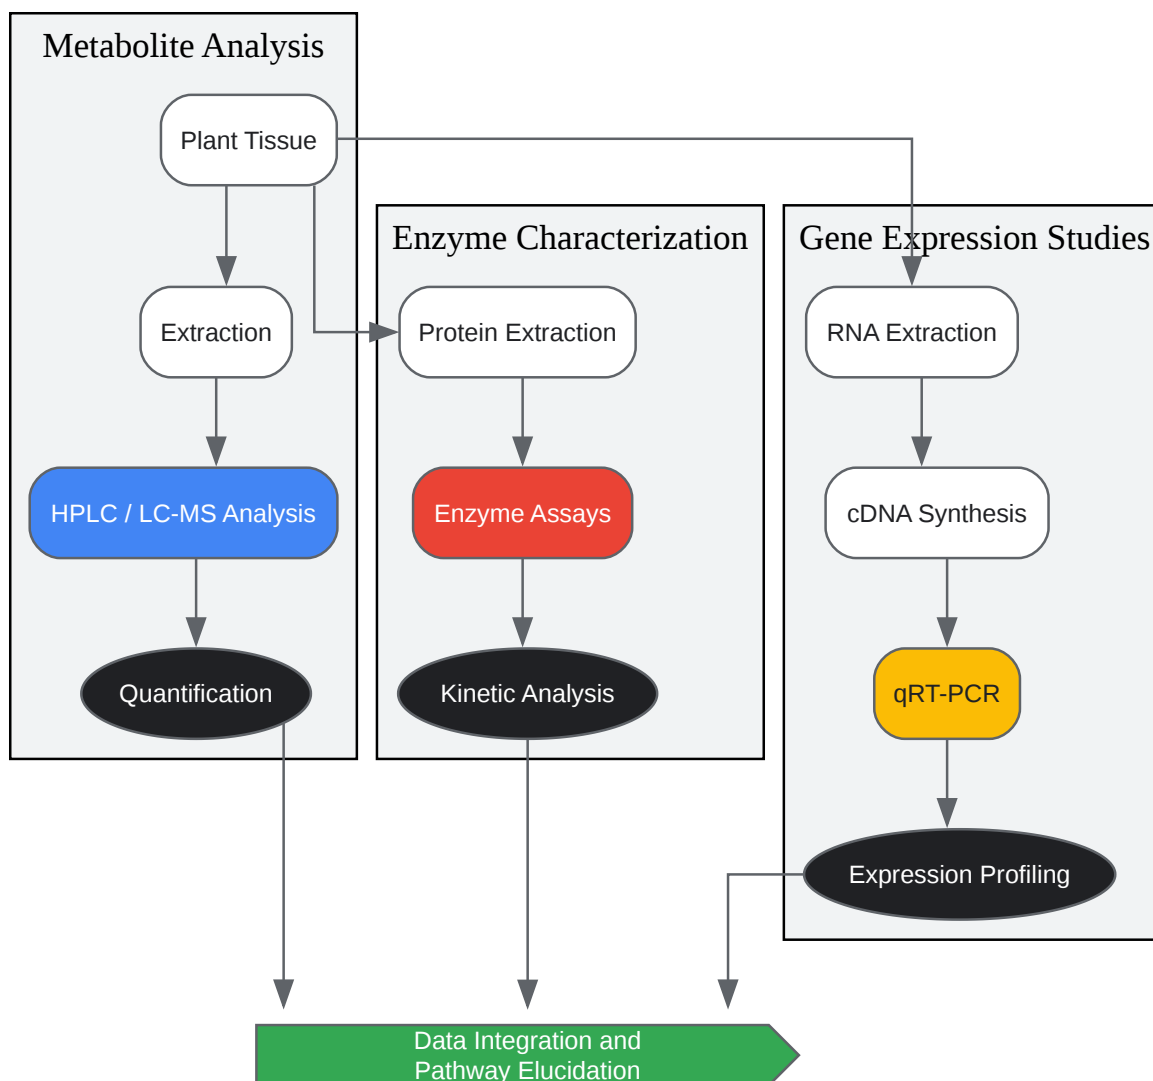 Metabolite Analysis
Plant Tissue
Extraction
HPLC / LC-MS Analysis
Quantification
Enzyme Characterization
Protein Extraction
Enzyme Assays
Kinetic Analysis
Gene Expression Studies
RNA Extraction
cDNA Synthesis
qRT-PCR
Expression Profiling
Data Integration and
Pathway Elucidation